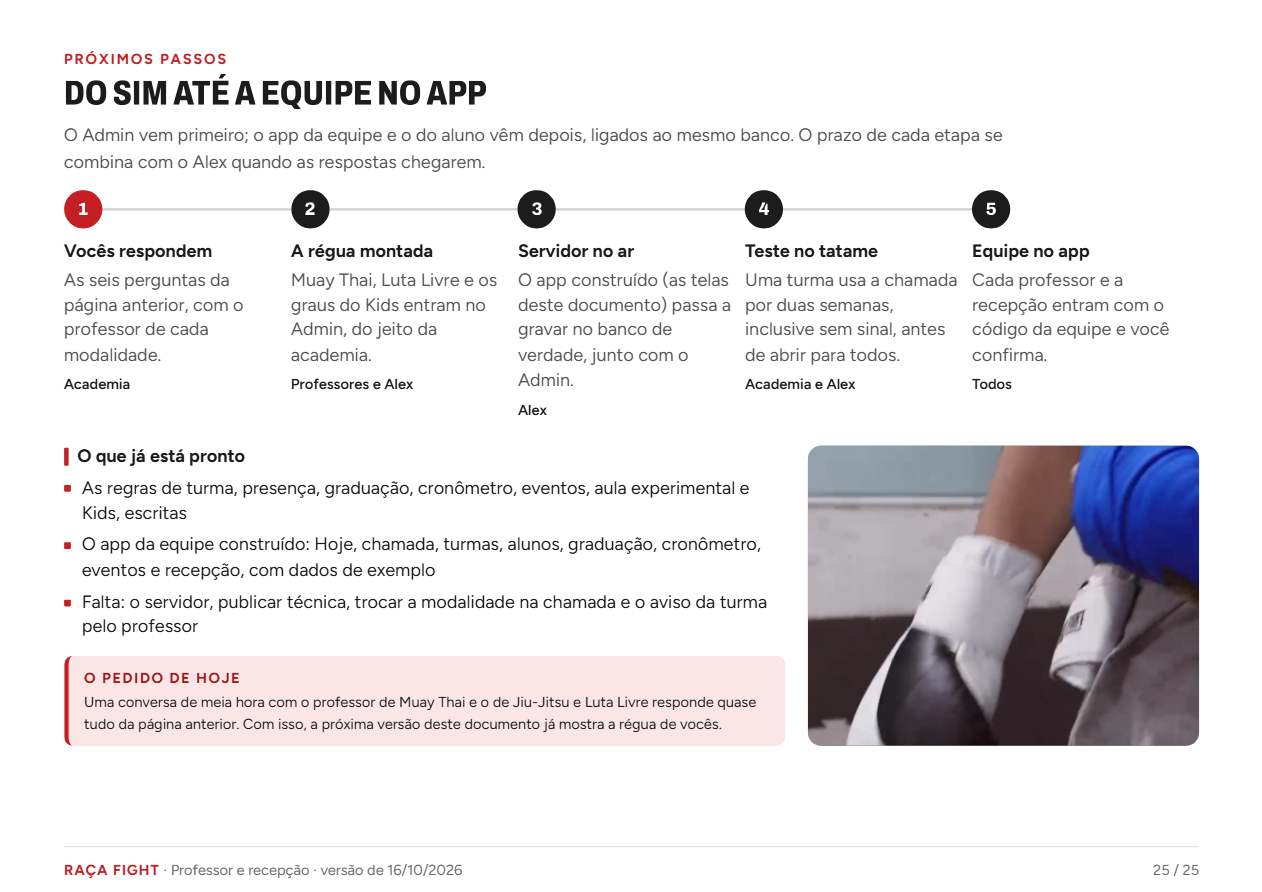 PRÓXIMOS PASSOS
DO SIM ATÉ A EQUIPE NO APP
O Admin vem primeiro; o app da equipe e o do aluno vêm depois, ligados ao mesmo banco. O prazo de cada etapa se
combina com o Alex quando as respostas chegarem.
1
Vocês respondem
As seis perguntas da
página anterior, com o
professor de cada
modalidade.
Academia
2
A régua montada
Muay Thai, Luta Livre e os
graus do Kids entram no
Admin, do jeito da
academia.
Professores e Alex
3
Servidor no ar
O app construído (as telas
deste documento) passa a
gravar no banco de
verdade, junto com o
Admin.
Alex
4
Teste no tatame
Uma turma usa a chamada
por duas semanas,
inclusive sem sinal, antes
de abrir para todos.
Academia e Alex
5
Equipe no app
Cada professor e a
recepção entram com o
código da equipe e você
confirma.
Todos
O que já está pronto
As regras de turma, presença, graduação, cronômetro, eventos, aula experimental e
Kids, escritas
O app da equipe construído: Hoje, chamada, turmas, alunos, graduação, cronômetro,
eventos e recepção, com dados de exemplo
Falta: o servidor, publicar técnica, trocar a modalidade na chamada e o aviso da turma
pelo professor
O PEDIDO DE HOJE
Uma conversa de meia hora com o professor de Muay Thai e o de Jiu-Jitsu e Luta Livre responde quase
tudo da página anterior. Com isso, a próxima versão deste documento já mostra a régua de vocês.
RAÇA FIGHT · Professor e recepção · versão de 16/10/2026
25 / 25